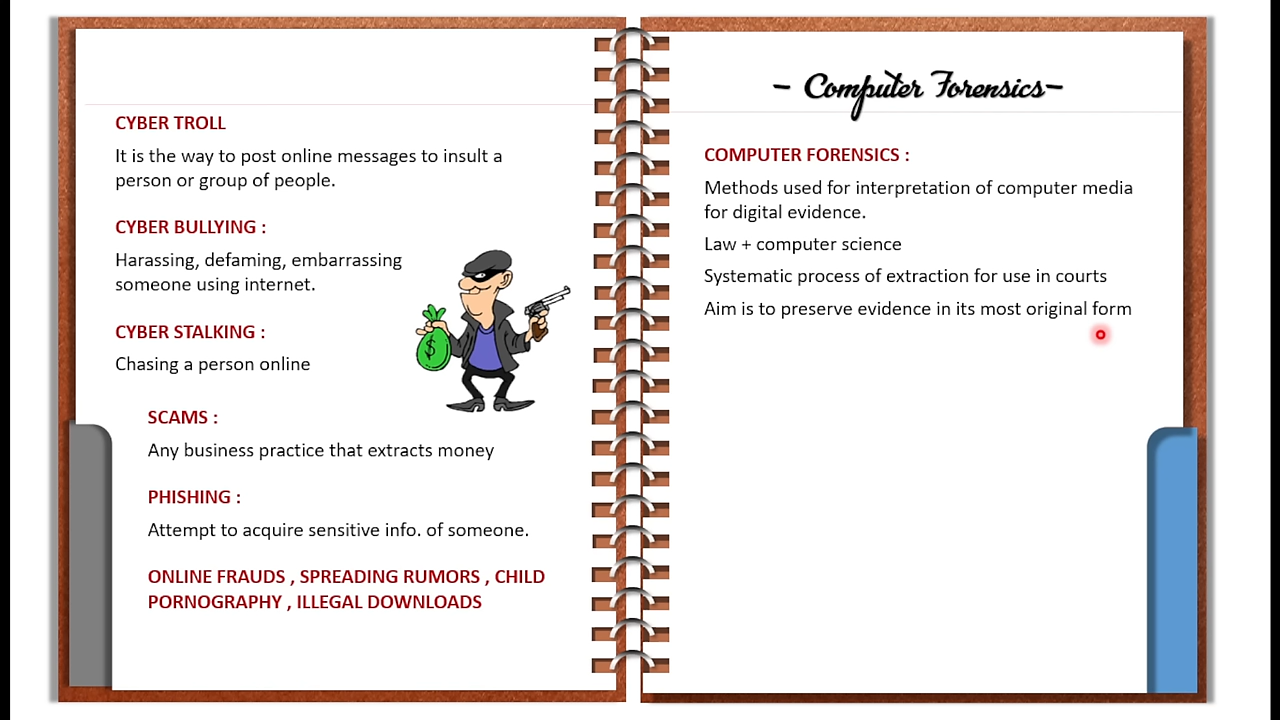 CYBER TROLL
It is the way to post online messages to insult a
person or group of people.
CYBER BULLYING :
Harassing, defaming, embarrassing
someone using internet.
CYBER STALKING :
Chasing a person online
SCAMS :
Any business practice that extracts money
PHISHING :
Attempt to acquire sensitive info. of someone.
ONLINE FRAUDS , SPREADING RUMORS , CHILD
PORNOGRAPHY , ILLEGAL DOWNLOADS
- Computer Forensics-
COMPUTER FORENSICS :
Methods used for interpretation of computer media
for digital evidence.
Law + computer science
Systematic process of extraction for use in courts
Aim is to preserve evidence in its most original form